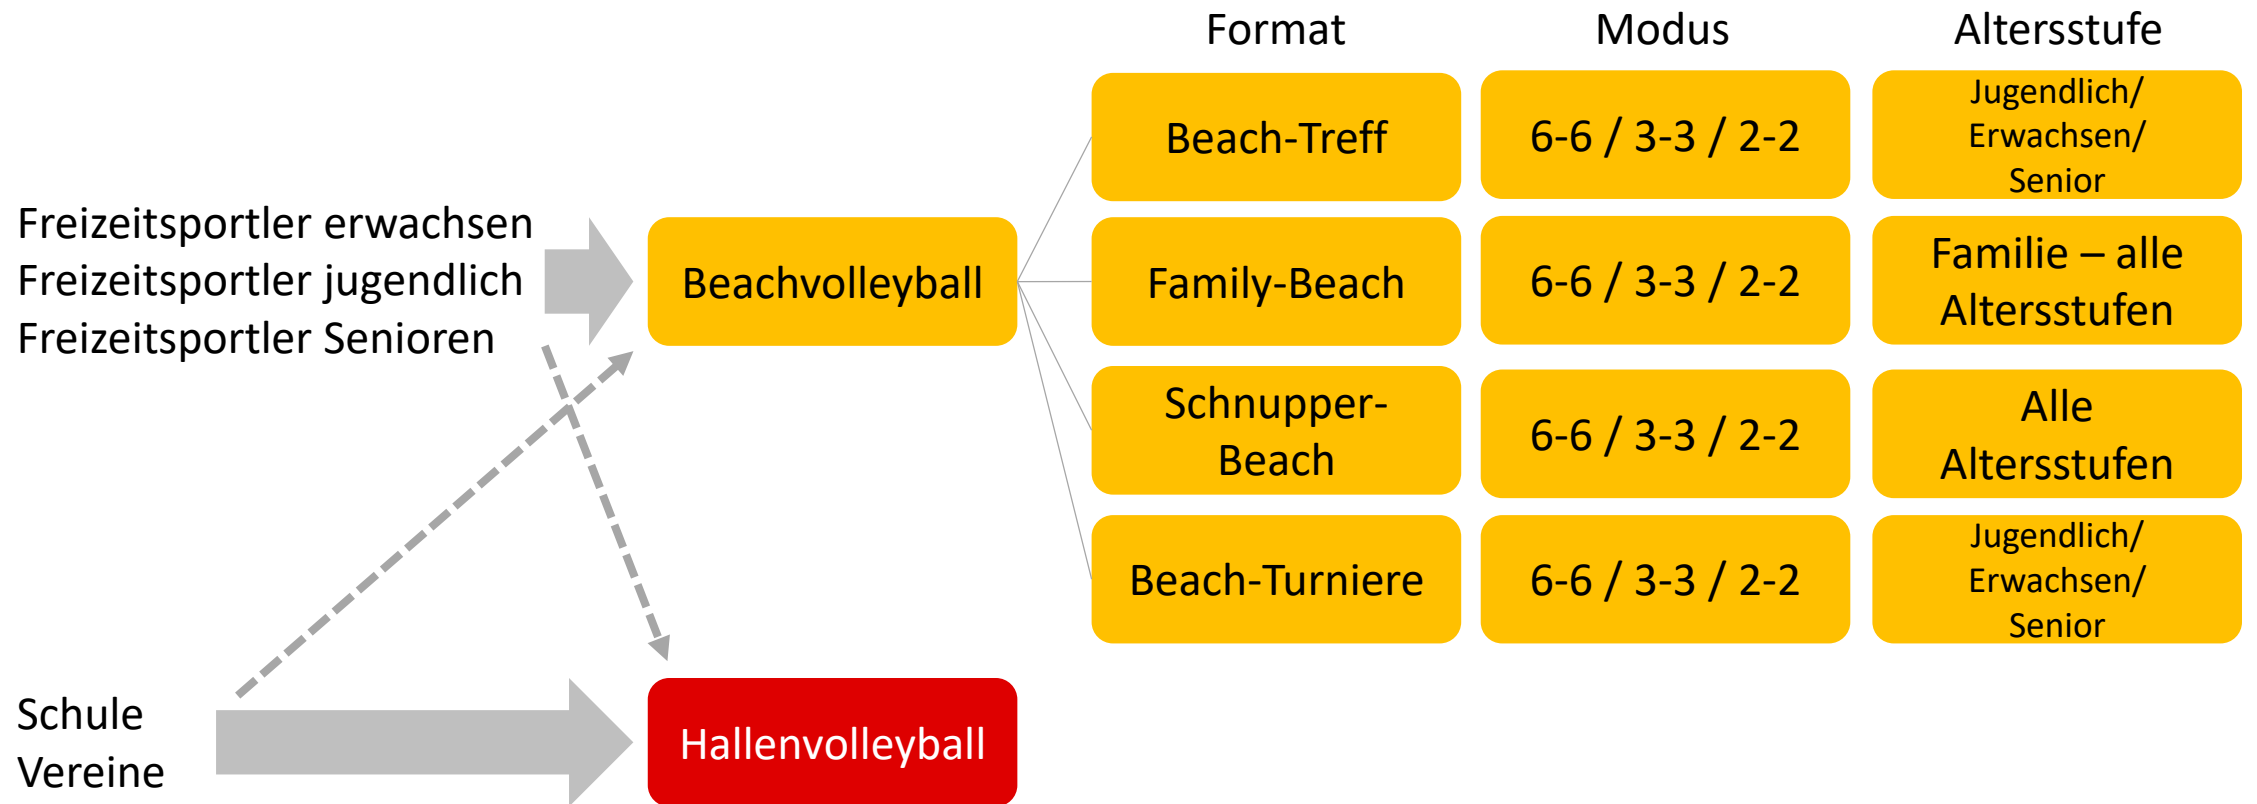 Format
Modus
Altersstufe
Beach-Treff
6-6 / 3-3 / 2-2
Jugendlich/
Erwachsen/
Senior
Freizeitsportler erwachsen
Freizeitsportler jugendlich
Freizeitsportler Senioren
Beachvolleyball
Family-Beach
6-6 / 3-3 / 2-2
Familie – alle
Altersstufen
Schnupper-
Beach
6-6 / 3-3 / 2-2
Alle
Altersstufen
Beach-Turniere
6-6 / 3-3 / 2-2
Jugendlich/
Erwachsen/
Senior
Schule
Vereine
Hallenvolleyball